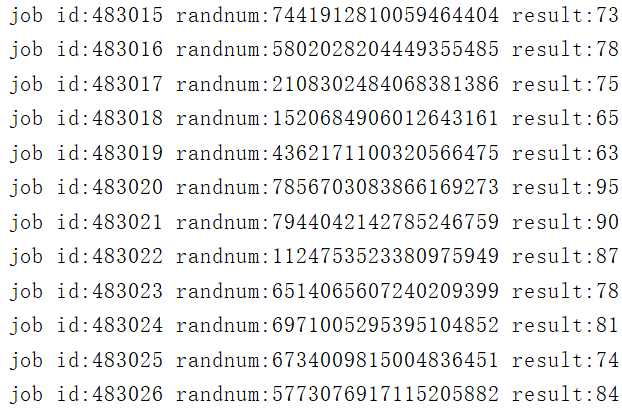 job id:483015 randnum:7441912810059464404 result:73
job id:483016 randnum:5802028204449355485 result:78
job id:483017 randnum:2108302484068381386 result:75
job id:483018 randnum:1520684906012643161 result:65
job id:483019 randnum:4362171100320566475 result:63
job id:483020 randnum:7856703083866169273 result:95
job id:483021 randnum:7944042142785246759 result:90
job id:483022 randnum:1124753523380975949 result:87
job id:483023 randnum:6514065607240209399 result:78
job id:483024 randnum:6971005295395104852 result:81
job id:483025 randnum:6734009815004836451 result:74
job id:483026 randnum:5773076917115205882 result:84